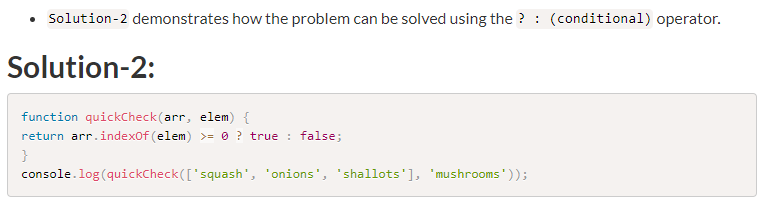 • Solution-2 demonstrates how the problem can be solved using the ? : (conditional) operator.
Solution-2:
function quickCheck(arr, elem) {
return arr.indexOf(elem) >= 0 ? true : false;
}
console.log(quickCheck(['squash', 'onions', 'shallots'], 'mushrooms'));